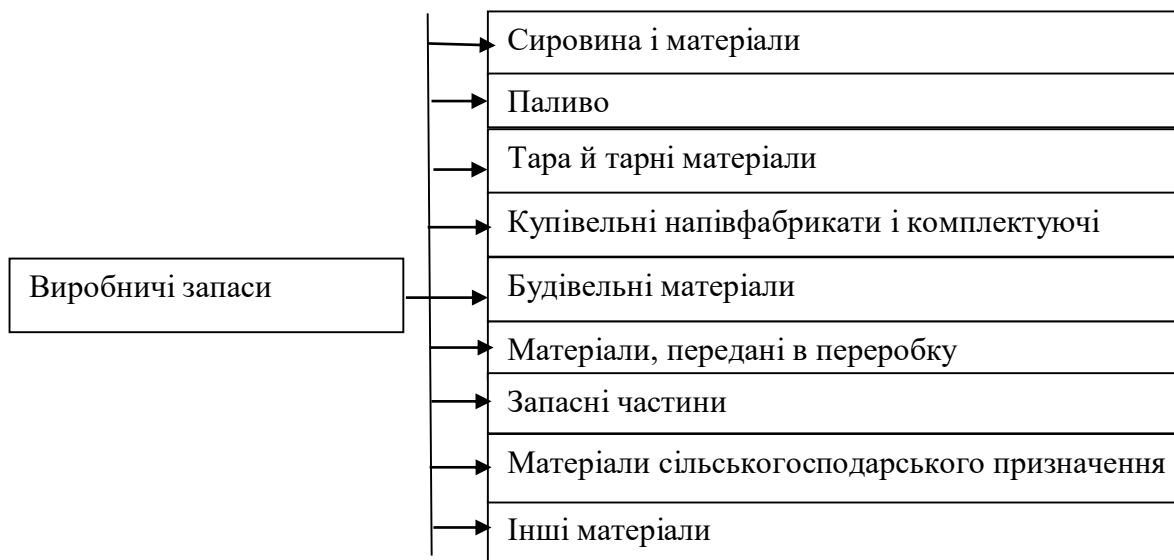 Виробничі запаси
Сировина і матеріали
Паливо
Тара й тарні матеріали
Купівельні напівфабрикати і комплектуючі
Будівельні матеріали
Матеріали, передані в переробку
Запасні частини
Матеріали сільськогосподарського призначення
Інші матеріали